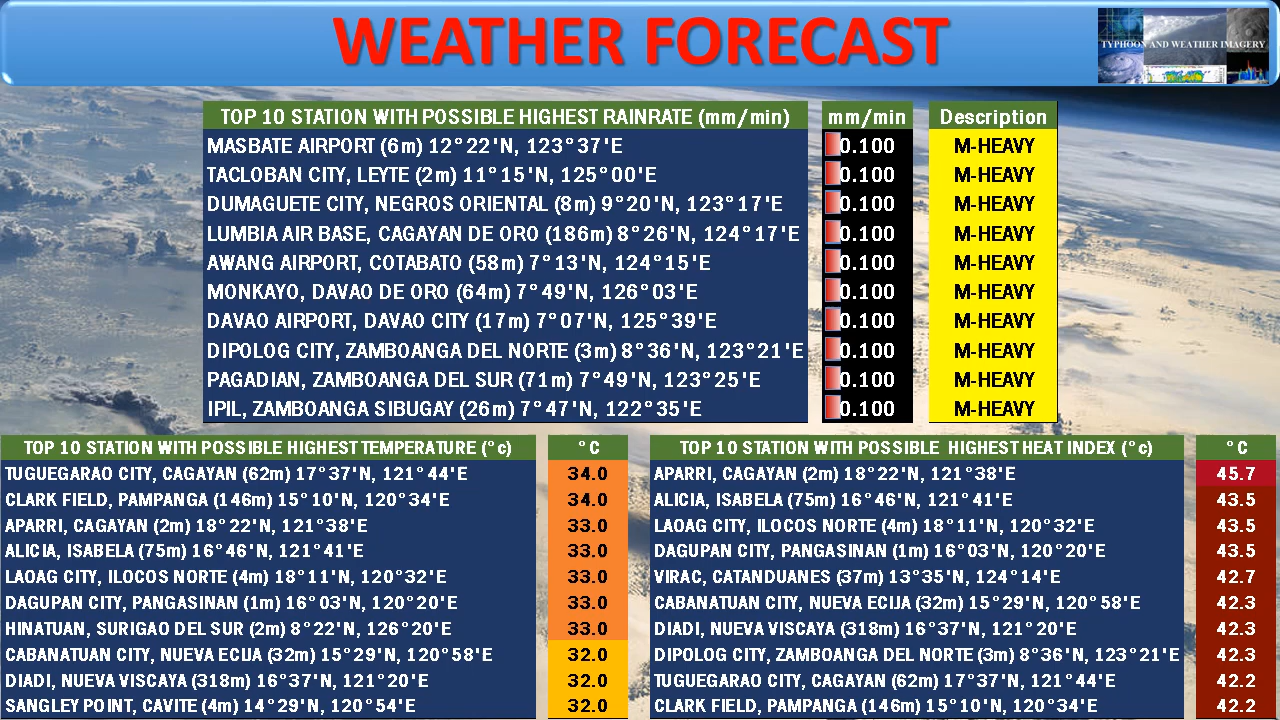 WEATHER FORECAST
TYPHOON AND WEATHER IMAGERY
TOP 10 STATION WITH POSSIBLE HIGHEST RAINRATE (mm/min) mm/min Description
MASBATE AIRPORT (6m) 12°22'N, 123°37'E 0.100 M-HEAVY
TACLOBAN CITY, LEYTE (2m) 11°15'N, 125°00'E 0.100 M-HEAVY
DUMAGUETE CITY, NEGROS ORIENTAL (8m) 9°20'N, 123°17'E 0.100 M-HEAVY
LUMBIA AIR BASE, CAGAYAN DE ORO (186m) 8°26'N, 124°17'E 0.100 M-HEAVY
AIRPORT, COTABATO (58m) 7°13'N, 124°15'E 0.100 M-HEAVY
DAVAO DE ORO 7°49'N, 126°03'E 0.100 M-HEAVY
DAVAO AIRPORT, DAVAO CITY 7°07'N, 0.100 M-HEAVY
DIPOLOG CITY, ZAMBOANGA DEL NORTE (3m) 8°36'N, 123°21'E 0.100 M-HEAVY
ZAMBOANGA DEL SUR 7°49'N, 0.100 M-HEAVY
IPIL, ZAMBOANGA SIBUGAY (26m) 7°47'N, 122°35'E 0.100 M-HEAVY
TOP 10 STATION WITH POSSIBLE HIGHEST TEMPERATURE (°c) °C
TUGUEGARAO CITY, CAGAYAN (62m) 17°37'N, 121°44'E 34.0
CLARK FIELD, PAMPANGA (146m) 15°10'N, 120°34'E 34.0
APARRI, CAGAYAN (2m) 18°22'N, 121°38'E 33.0
ALICIA, ISABELA (75m) 16°46'N, 121°41'E 33.0
LAOAG CITY, ILOCOS NORTE (4m) 18°11'N, 120°32'E 33.0
DAGUPAN CITY, PANGASINAN (1m) 16°03'N, 120°20'E 33.0
HINATUAN, SURIGAO DEL SUR (2m) 8°22'N, 126°20'E 33.0
CABANATUAN CITY, NUEVA ECIJA (32m) 15°29'N, 120°58'E 32.0
DIADI, NUEVA VISCAYA (318m) 16°37'N, 121°20'E 32.0
SANGLEY POINT, CAVITE (4m) 14°29'N, 120°54'E 32.0
TOP 10 STATION WITH POSSIBLE HIGHEST HEAT INDEX (°c) °C
APARRI, CAGAYAN (2m) 18°22'N, 121°38'E 45.7
ALICIA, ISABELA (75m) 16°46'N, 121°41'E 43.5
LAOAG CITY, ILOCOS NORTE (4m) 18°11'N, 120°32'E 43.5
DAGUPAN CITY, PANGASINAN (1m) 16°03'N, 120°20'E 43.5
VIRAC, CATANDUANES (37m) 13°35'N, 124°14'E 42.7
CABANATUAN CITY, NUEVA ECIJA (32m) 15°29'N, 120°58'E 42.3
DIADI, NUEVA VISCAYA (318m) 16°37'N, 121°20'E 42.3
DIPOLOG CITY, ZAMBOANGA DEL NORTE (3m) 8°36'N, 123°21'E 42.3
TUGUEGARAO CITY, CAGAYAN (62m) 17°37'N, 121°44'E 42.2
CLARK FIELD, PAMPANGA (146m) 15°10'N, 120°34'E 42.2